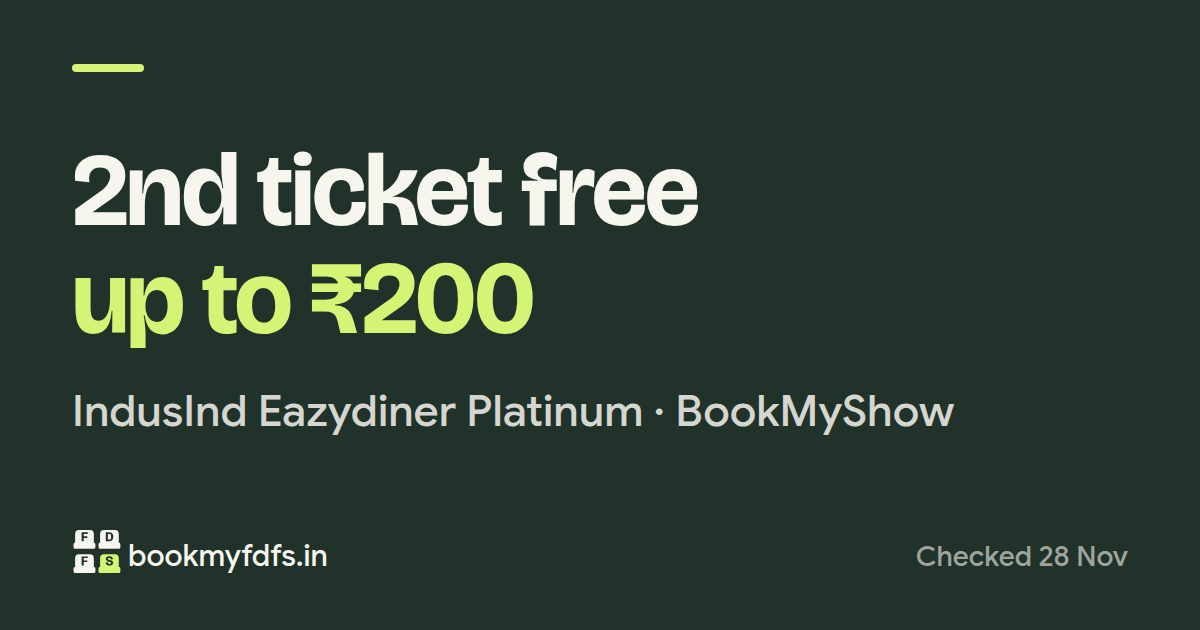 2nd ticket free
up to ₹200
IndusInd Eazydiner Platinum · BookMyShow
F D
F S
bookmyfdfs.in
Checked 28 Nov